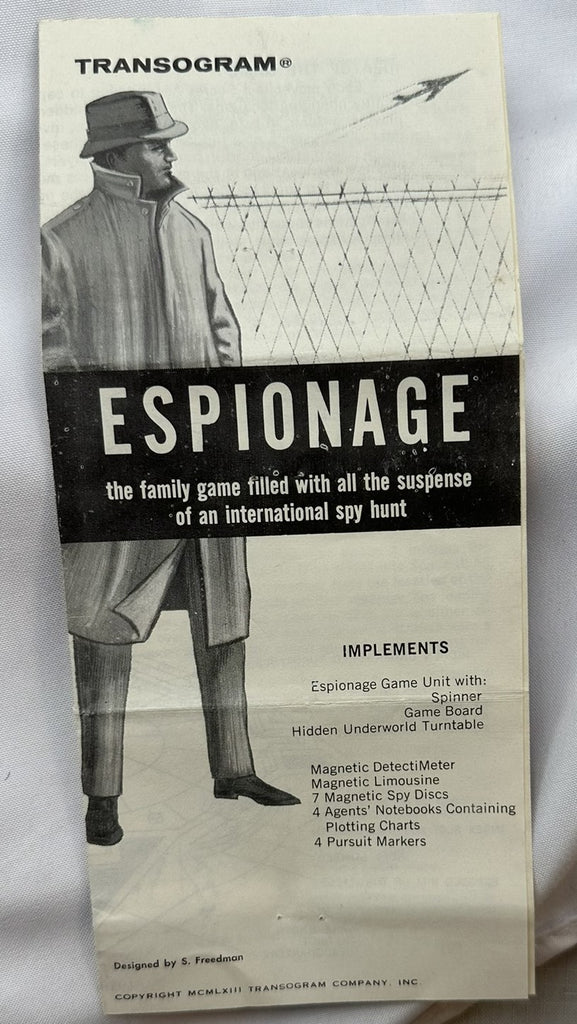 TRANSOGRAM®
ESPIONAGE
the family game filled with all the suspense
of an international spy hunt
IMPLEMENTS
Espionage Game Unit with:
Spinner
Game Board
Hidden Underworld Turntable
Magnetic DetectiMeter
Magnetic Limousine
7 Magnetic Spy Discs
4 Agents' Notebooks Containing
Plotting Charts
4 Pursuit Markers
Designed by S. Freedman
COPYRIGHT MCMLXIII TRANSOGRAM COMPANY, INC.